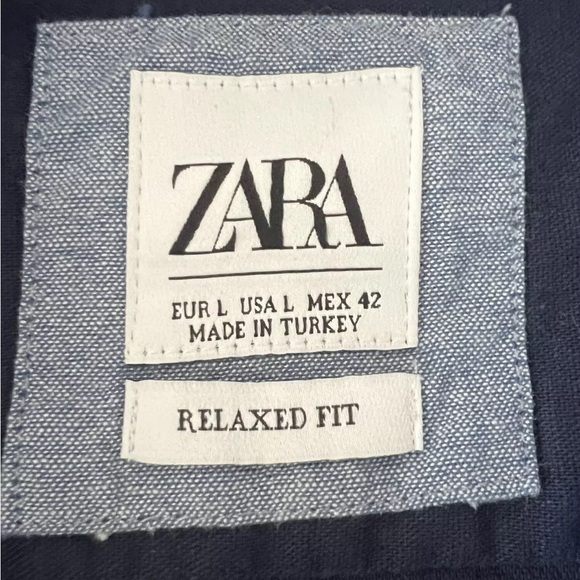 ZARA
EUR L USA L MEX 42
MADE IN TURKEY
RELAXED FIT